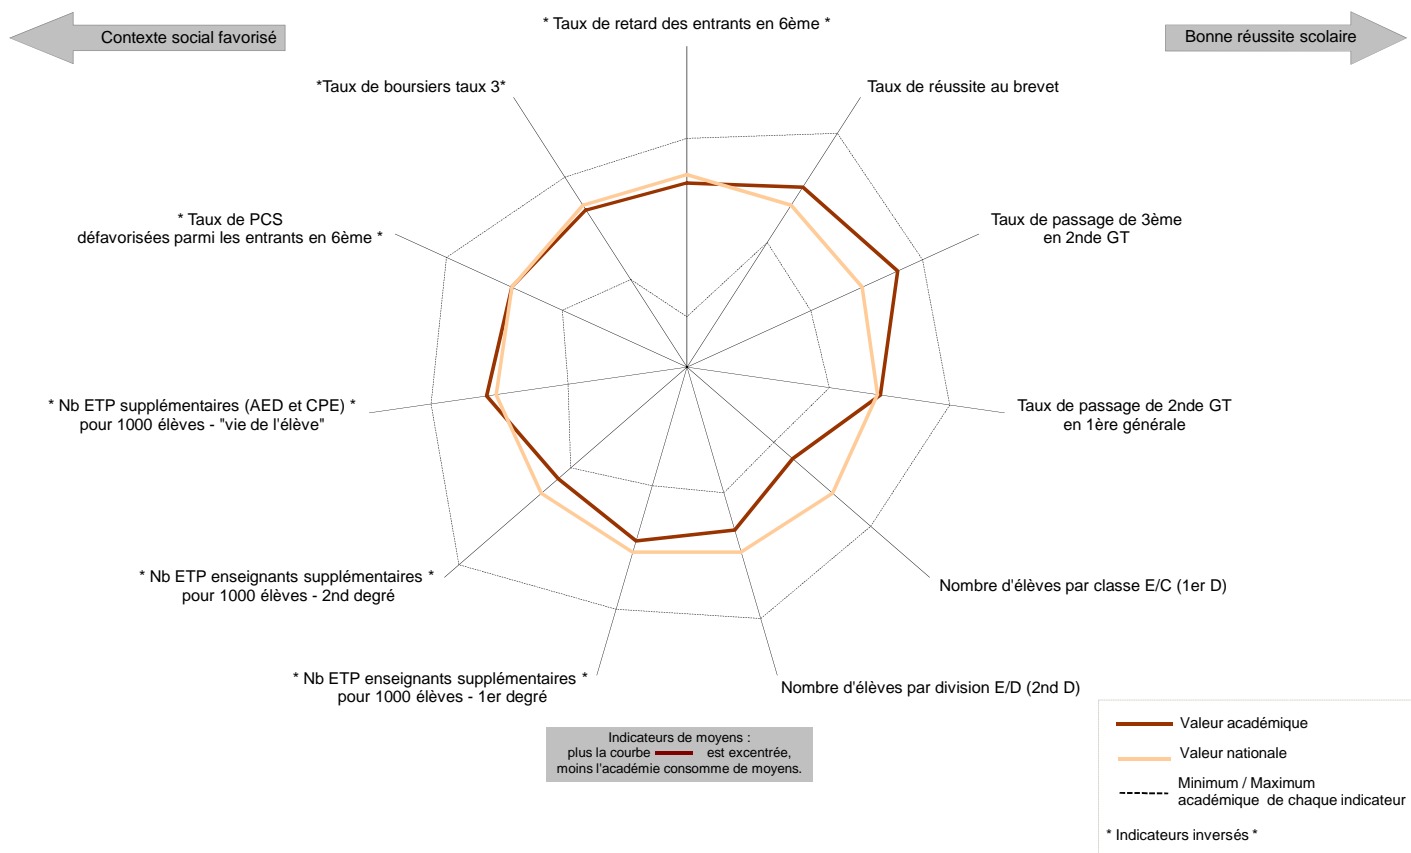 * Taux de retard des entrants en 6ème *
Contexte social favorisé
Bonne réussite scolaire
*Taux de boursiers taux 3*
Taux de réussite au brevet
* Taux de PCS
défavorisées parmi les entrants en 6ème *
Taux de passage de 3ème
en 2nde GT
* Nb ETP supplémentaires (AED et CPE) *
pour 1000 élèves - "vie de l'élève"
Taux de passage de 2nde GT
en 1ère générale
* Nb ETP enseignants supplémentaires *
pour 1000 élèves - 2nd degré
Nombre d'élèves par classe E/C (1er D)
* Nb ETP enseignants supplémentaires *
pour 1000 élèves - 1er degré
Nombre d'élèves par division E/D (2nd D)
Indicateurs de moyens :
plus la courbe est excentrée,
moins l'académie consomme de moyens.
Valeur académique
Valeur nationale
Minimum / Maximum
académique de chaque indicateur
* Indicateurs inversés *